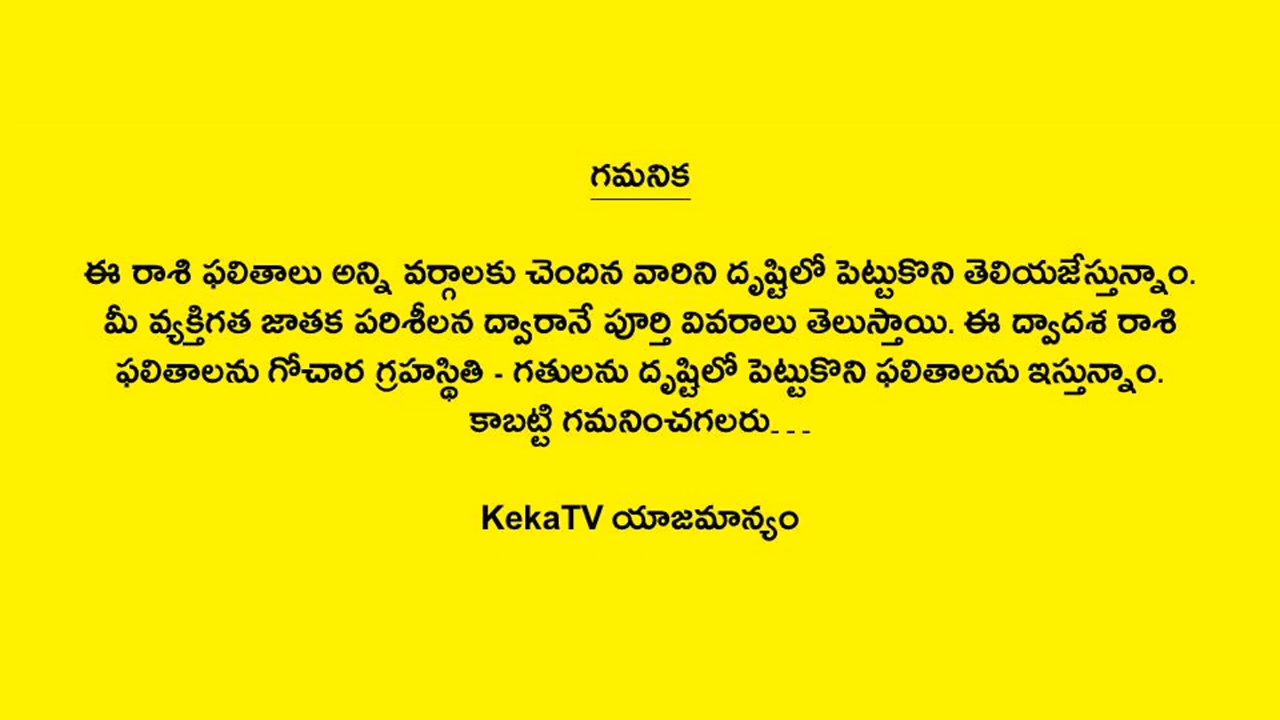 గమనిక
ఈ రాశి ఫలితాలు అన్ని వర్గాలకు చెందిన వారిని దృష్టిలో పెట్టుకొని తెలియజేస్తున్నాం.
మీ వ్యక్తిగత జాతక పరిశీలన ద్వారానే పూర్తి వివరాలు తెలుస్తాయి. ఈ ద్వాదశ రాశి
ఫలితాలను గోచార గ్రహస్థితి - గతులను దృష్టిలో పెట్టుకొని ఫలితాలను ఇస్తున్నాం.
కాబట్టి గమనించగలరు---
KekaTV యాజమాన్యం